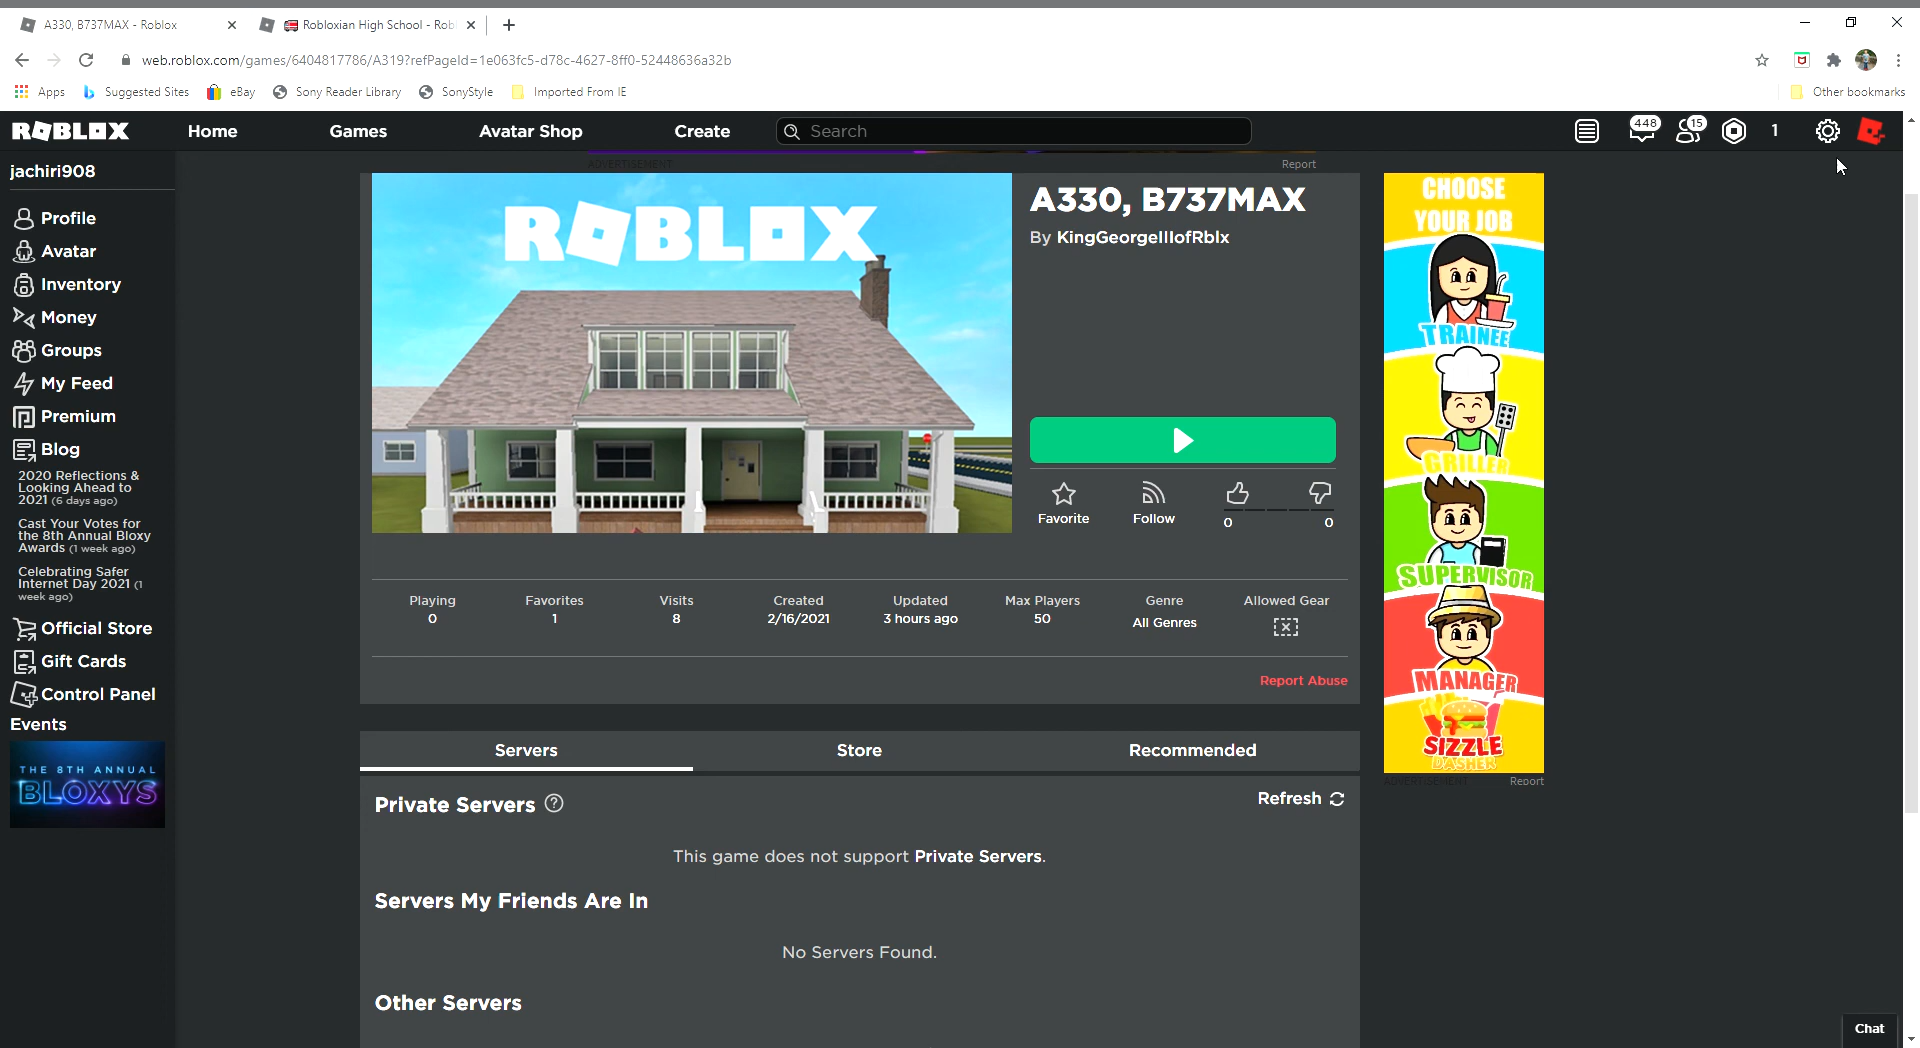 A330, B737MAX - Roblox
Robloxian High School - Rob
web.roblox.com/games/6404817786/A319?refPageId=1e063fc5-d78c-4627-8ff0-52448636a32b
Apps
Suggested Sites
eBay
Sony Reader Library
SonyStyle
Imported From IE
Other bookmarks
ROBLOX
Home
Games
Avatar Shop
Create
Search
448
15
1
jachiri908
Profile
Avatar
Inventory
Money
Groups
My Feed
Premium
Blog
2020 Reflections &
Looking Ahead to
2021 (6 days ago)
Cast Your Votes for
the 8th Annual Bloxy
Awards (1 week ago)
Celebrating Safer
Internet Day 2021 (1
week ago)
Official Store
Gift Cards
Control Panel
Events
THE 8TH ANNUAL
BLOXYS
ADVERTISEMENT
Report
ROBLOX
A330, B737MAX
By KingGeorgeIIIofRblx
Favorite
Follow
0
0
Playing
0
Favorites
1
Visits
8
Created
2/16/2021
Updated
3 hours ago
Max Players
50
Genre
All Genres
Allowed Gear
Report Abuse
Servers
Store
Recommended
Private Servers
Refresh
This game does not support Private Servers.
Servers My Friends Are In
No Servers Found.
Other Servers
CHOOSE
YOUR JOB
TRAINEE
GRILLER
SUPERVISOR
MANAGER
SIZZLE
DASHER
ADVERTISEMENT
Report
Chat